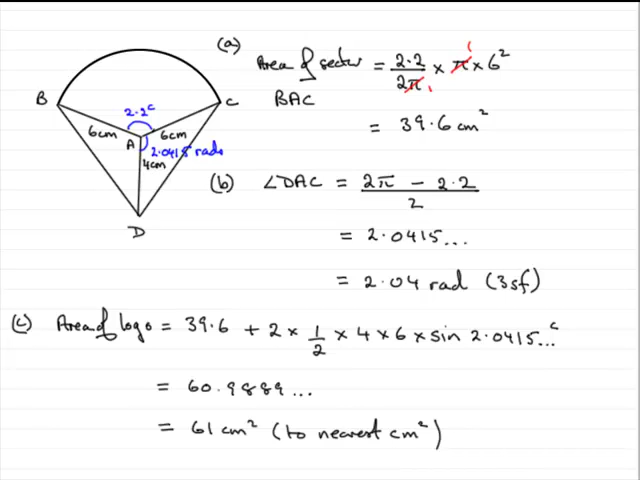 (a)
Area of sector = 2.2/2π × π × 6²
BAC
= 39.6 cm²
B
C
2.2ᶜ
6cm
6cm
A
2.0415 rads
4cm
D
(b) ∠DAC = 2π - 2.2 / 2
= 2.0415...
= 2.04 rad (3sf)
(c) Area of logo = 39.6 + 2 × 1/2 × 4 × 6 × sin 2.0415...ᶜ
= 60.9889...
= 61 cm² (to nearest cm²)